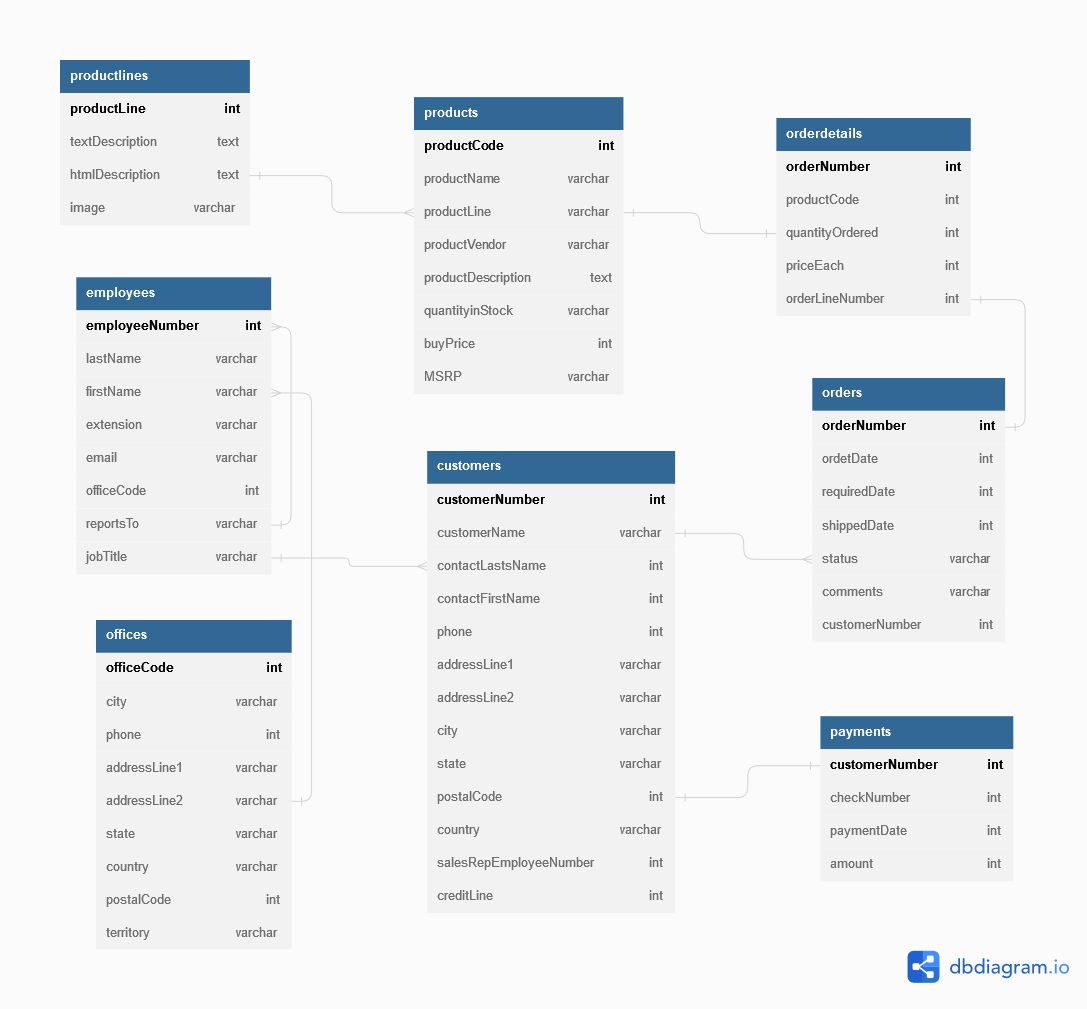 productlines
productLine int
textDescription text
htmlDescription text
image varchar
products
productCode int
productName varchar
productLine varchar
productVendor varchar
productDescription text
quantityinStock varchar
buyPrice int
MSRP varchar
orderdetails
orderNumber int
productCode int
quantityOrdered int
priceEach int
orderLineNumber int
employees
employeeNumber int
lastName varchar
firstName varchar
extension varchar
email varchar
officeCode int
reportsTo varchar
jobTitle varchar
orders
orderNumber int
ordetDate int
requiredDate int
shippedDate int
status varchar
comments varchar
customerNumber int
customers
customerNumber int
customerName varchar
contactLastsName int
contactFirstName int
phone int
addressLine1 varchar
addressLine2 varchar
city varchar
state varchar
postalCode int
country varchar
salesRepEmployeeNumber int
creditLine int
offices
officeCode int
city varchar
phone int
addressLine1 varchar
addressLine2 varchar
state varchar
country varchar
postalCode int
territory varchar
payments
customerNumber int
checkNumber int
paymentDate int
amount int
dbdiagram.io